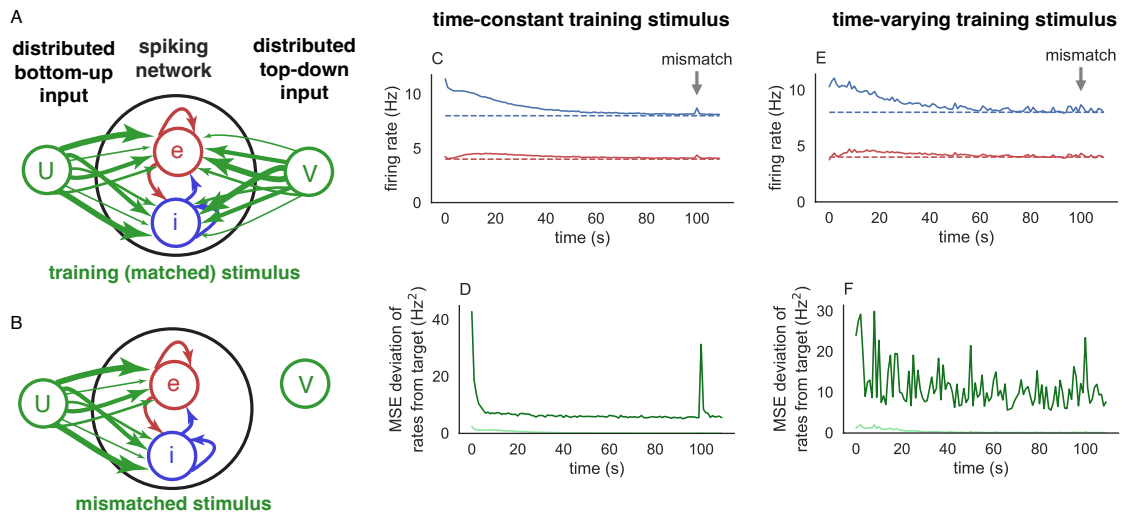 A
distributed
bottom-up
input
spiking
network
distributed
top-down
input
U
e
i
V
training (matched) stimulus
B
U
e
i
V
mismatched stimulus
time-constant training stimulus
C
mismatch
firing rate (Hz)
10
5
0
0 20 40 60 80 100
time (s)
D
MSE deviation of
rates from target (Hz²)
40
20
0
0 20 40 60 80 100
time (s)
time-varying training stimulus
E
mismatch
firing rate (Hz)
10
5
0
0 20 40 60 80 100
time (s)
F
MSE deviation of
rates from target (Hz²)
30
20
10
0
0 20 40 60 80 100
time (s)